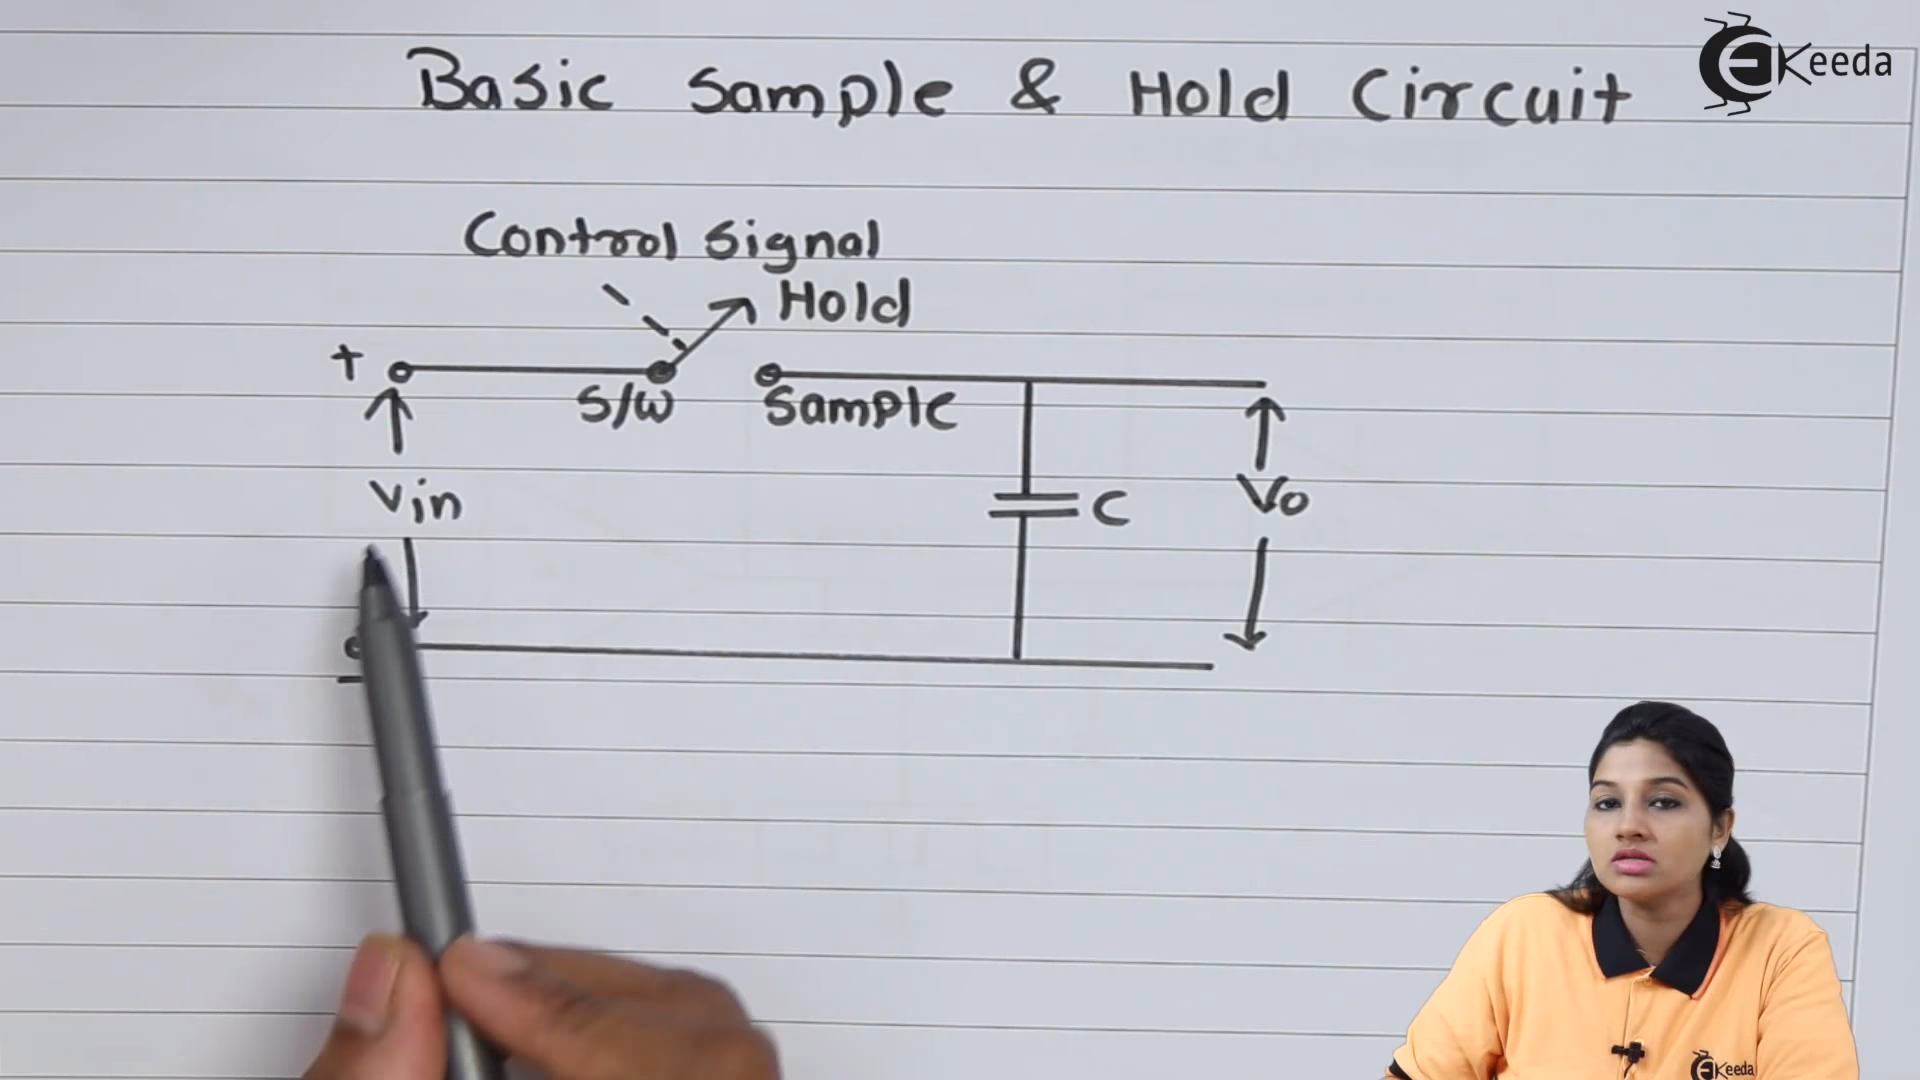 Basic Sample & Hold Circuit
EKeeda
Control Signal
Hold
+
S/W
Sample
Vin
C
Vo
-
EKeeda